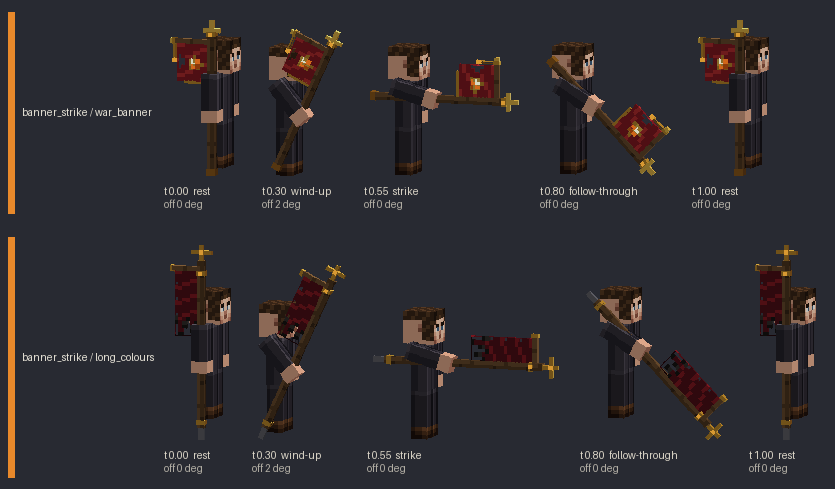 banner_strike / war_banner
t0.00 rest
off 0 deg
t0.30 wind-up
off 2 deg
t0.55 strike
off 0 deg
t0.80 follow-through
off 0 deg
t1.00 rest
off 0 deg
banner_strike / long_colours
t0.00 rest
off 0 deg
t0.30 wind-up
off 2 deg
t0.55 strike
off 0 deg
t0.80 follow-through
off 0 deg
t1.00 rest
off 0 deg